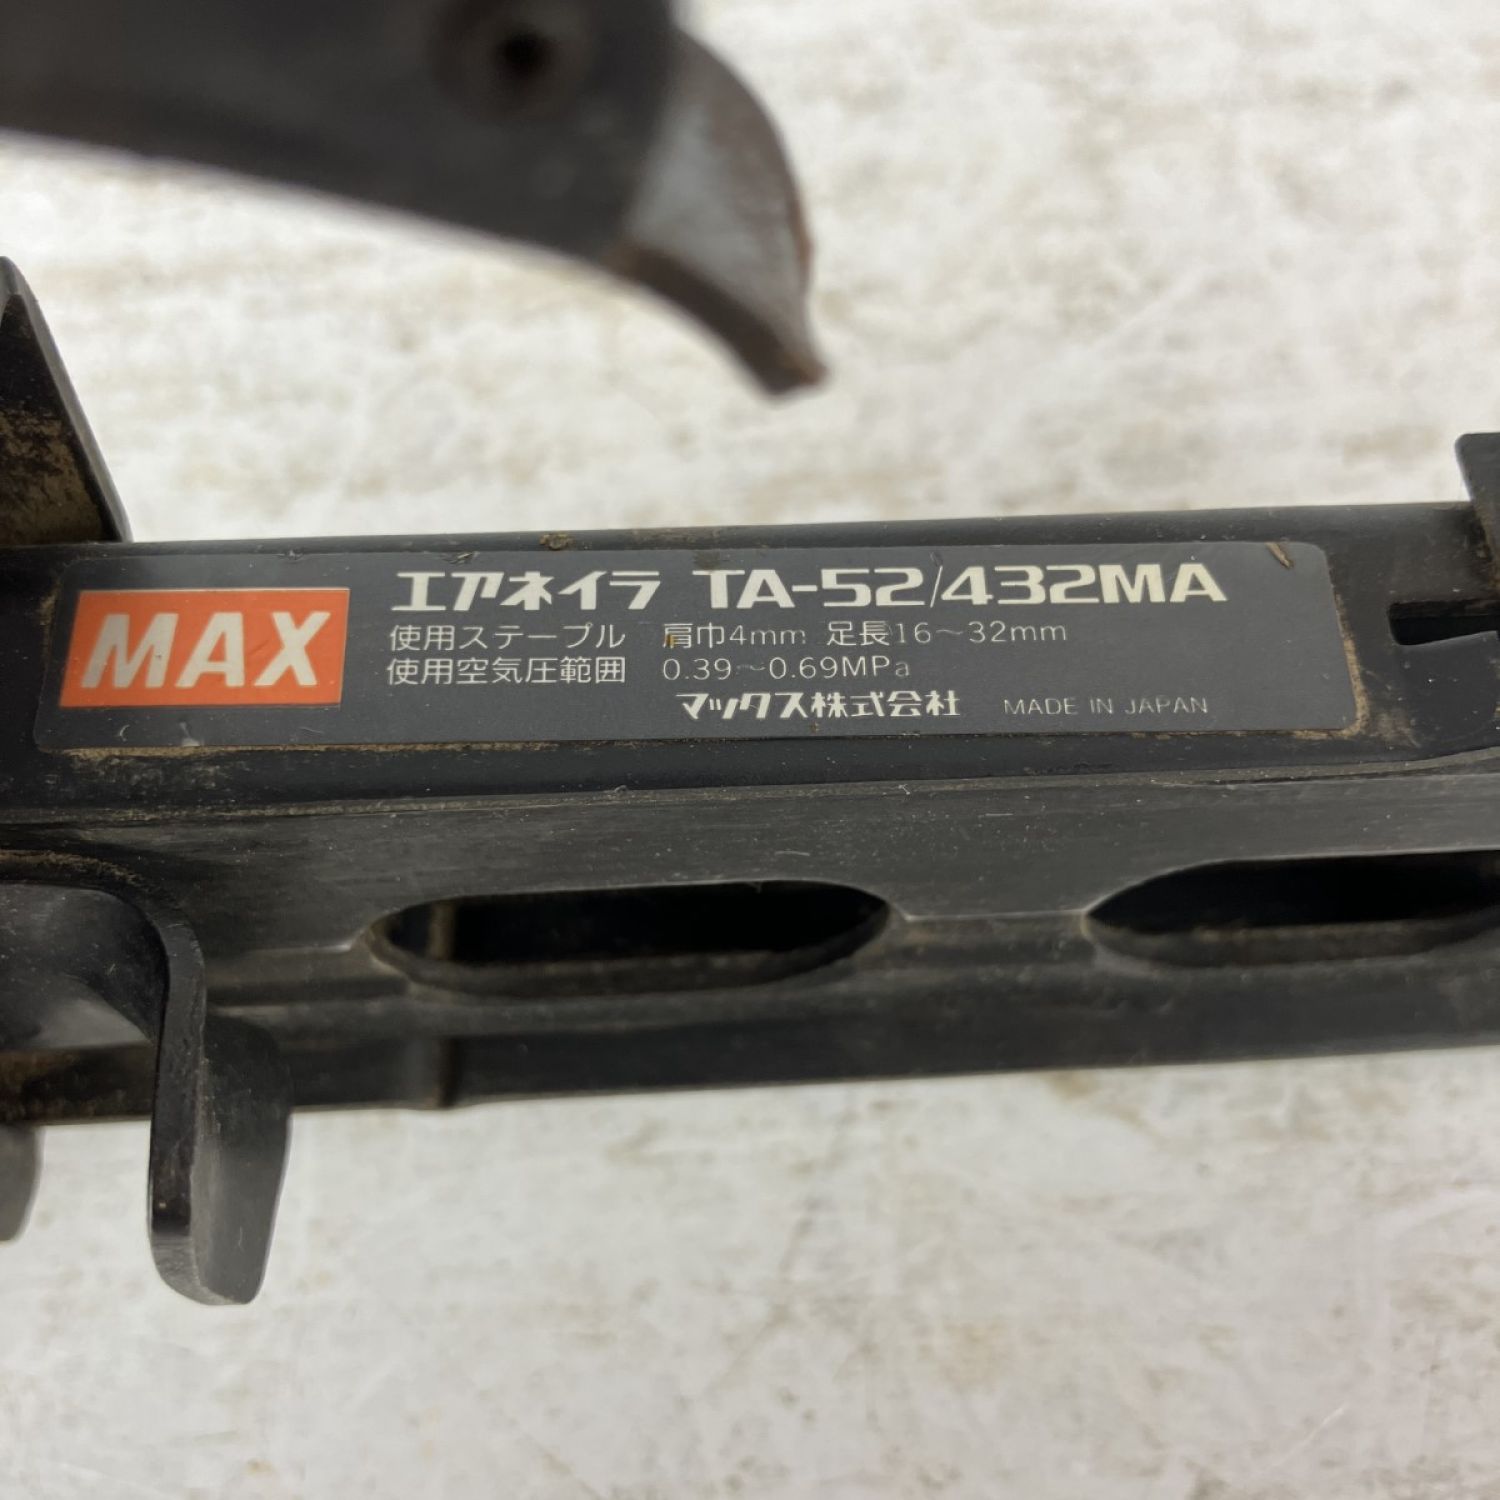 MAX
エアネイラ TA-52/432MA
使用ステープル 肩巾4mm 足長16～32mm
使用空気圧範囲 0.39～0.69MPa
マックス株式会社 MADE IN JAPAN